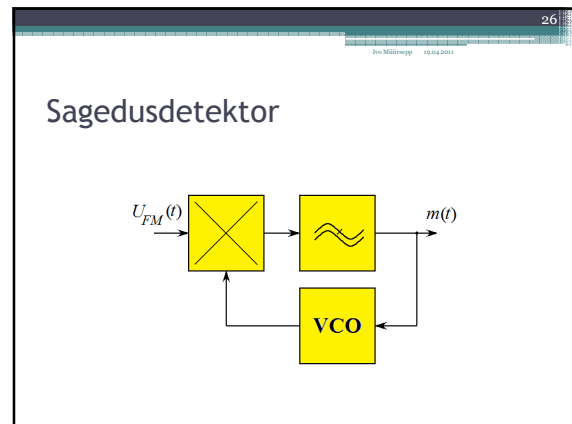 26
Ivo Müürsepp 19.04.2011
Sagedusdetektor
U_FM(t)
m(t)
VCO